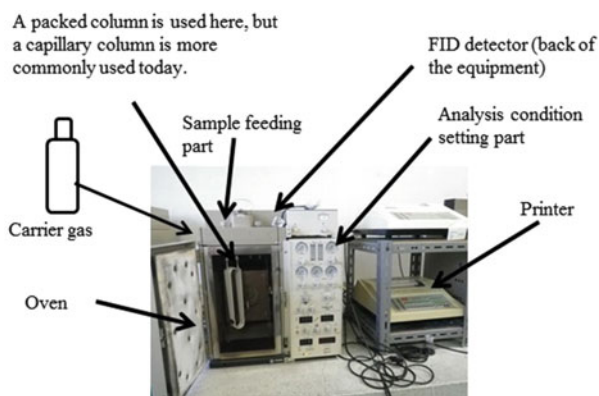 A packed column is used here, but
a capillary column is more
commonly used today.
FID detector (back of
the equipment)
Sample feeding
part
Analysis condition
setting part
Carrier gas
Printer
Oven